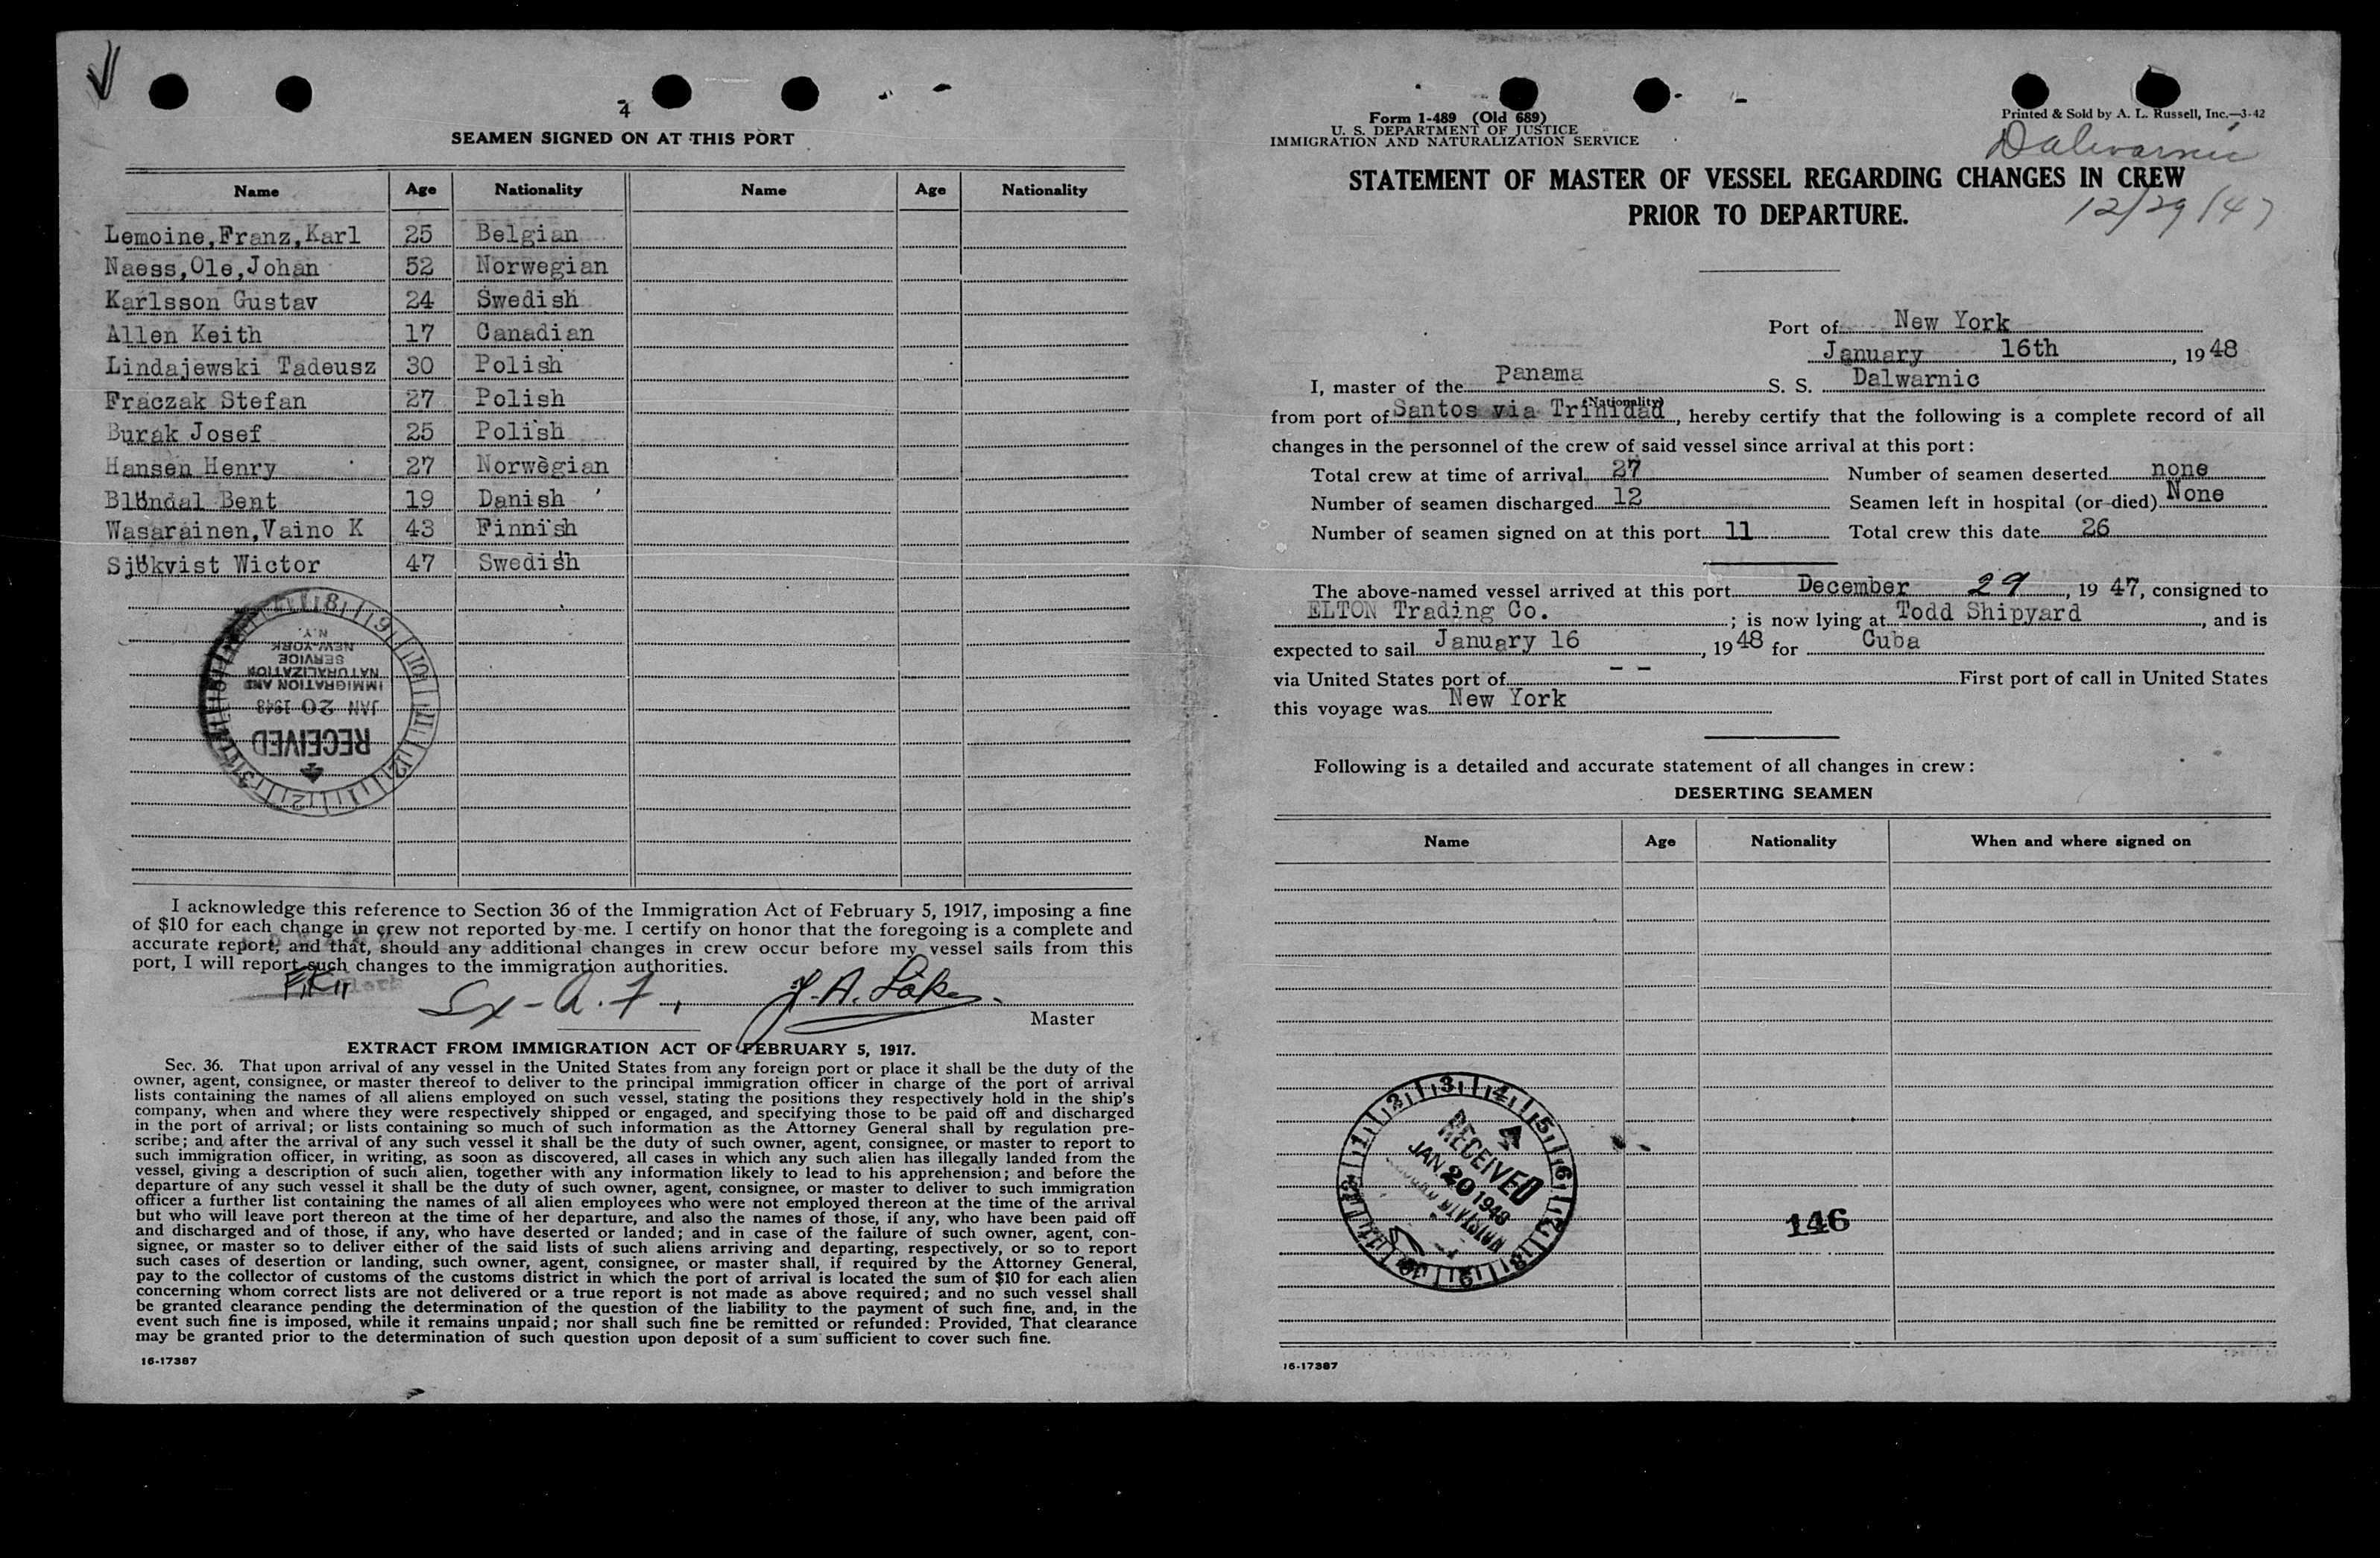 4
SEAMEN SIGNED ON AT THIS PORT
Name Age Nationality Name Age Nationality
Lemoine,Franz,Karl 25 Belgian
Naess,Ole,Johan 52 Norwegian
Karlsson Gustav 24 Swedish
Allen Keith 17 Canadian
Lindajewski Tadeusz 30 Polish
Fraczak Stefan 27 Polish
Burak Josef 25 Polish
Hansen Henry 27 Norwegian
Blöndal Bent 19 Danish
Wasarainen,Vaino K 43 Finnish
Sjökvist Wictor 47 Swedish
N.Y.
NEW YORK
SERVICE
NATURALIZATION
IMMIGRATION AND
JAN 20 1948
RECEIVED
I acknowledge this reference to Section 36 of the Immigration Act of February 5, 1917, imposing a fine
of $10 for each change in crew not reported by me. I certify on honor that the foregoing is a complete and
accurate report, and that, should any additional changes in crew occur before my vessel sails from this
port, I will report such changes to the immigration authorities.
Master
EXTRACT FROM IMMIGRATION ACT OF FEBRUARY 5, 1917.
Sec. 36. That upon arrival of any vessel in the United States from any foreign port or place it shall be the duty of the
owner, agent, consignee, or master thereof to deliver to the principal immigration officer in charge of the port of arrival
lists containing the names of all aliens employed on such vessel, stating the positions they respectively hold in the ship's
company, when and where they were respectively shipped or engaged, and specifying those to be paid off and discharged
in the port of arrival; or lists containing so much of such information as the Attorney General shall by regulation pre-
scribe; and after the arrival of any such vessel it shall be the duty of such owner, agent, consignee, or master to report to
such immigration officer, in writing, as soon as discovered, all cases in which any such alien has illegally landed from the
vessel, giving a description of such alien, together with any information likely to lead to his apprehension; and before the
departure of any such vessel it shall be the duty of such owner, agent, consignee, or master to deliver to such immigration
officer a further list containing the names of all alien employees who were not employed thereon at the time of the arrival
but who will leave port thereon at the time of her departure, and also the names of those, if any, who have been paid off
and discharged and of those, if any, who have deserted or landed; and in case of the failure of such owner, agent, con-
signee, or master so to deliver either of the said lists of such aliens arriving and departing, respectively, or so to report
such cases of desertion or landing, such owner, agent, consignee, or master shall, if required by the Attorney General,
pay to the collector of customs of the customs district in which the port of arrival is located the sum of $10 for each alien
concerning whom correct lists are not delivered or a true report is not made as above required; and no such vessel shall
be granted clearance pending the determination of the question of the liability to the payment of such fine, and, in the
event such fine is imposed, while it remains unpaid; nor shall such fine be remitted or refunded: Provided, That clearance
may be granted prior to the determination of such question upon deposit of a sum sufficient to cover such fine.
16-17387
Form 1-489 (Old 689)
U. S. DEPARTMENT OF JUSTICE
IMMIGRATION AND NATURALIZATION SERVICE
Printed & Sold by A. L. Russell, Inc.—3-42
Dalwarnic
STATEMENT OF MASTER OF VESSEL REGARDING CHANGES IN CREW
PRIOR TO DEPARTURE.
12/29/47
Port of New York
January 16th, 1948
I, master of the Panama S. S. Dalwarnic
(Nationality)
from port of Santos via Trinidad, hereby certify that the following is a complete record of all
changes in the personnel of the crew of said vessel since arrival at this port:
Total crew at time of arrival 27 Number of seamen deserted none
Number of seamen discharged 12 Seamen left in hospital (or died) None
Number of seamen signed on at this port 11 Total crew this date 26
The above-named vessel arrived at this port December 29, 1947, consigned to
ELTON Trading Co.; is now lying at Todd Shipyard, and is
expected to sail January 16, 1948 for Cuba
via United States port of - - First port of call in United States
this voyage was New York
Following is a detailed and accurate statement of all changes in crew:
DESERTING SEAMEN
Name Age Nationality When and where signed on
RECEIVED
JAN 20 1948
DIVISION
146
16-17387